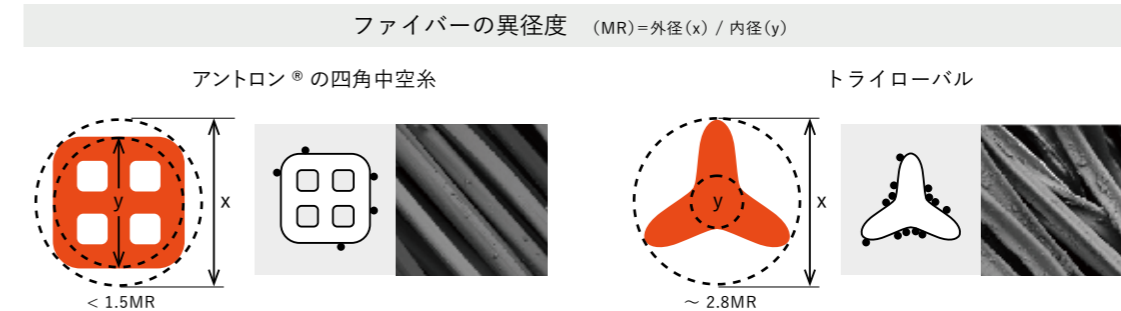 ファイバーの異径度 (MR)=外径(x) / 内径(y)
アントロン®の四角中空糸
y
x
< 1.5MR
トライローバル
y
x
～ 2.8MR